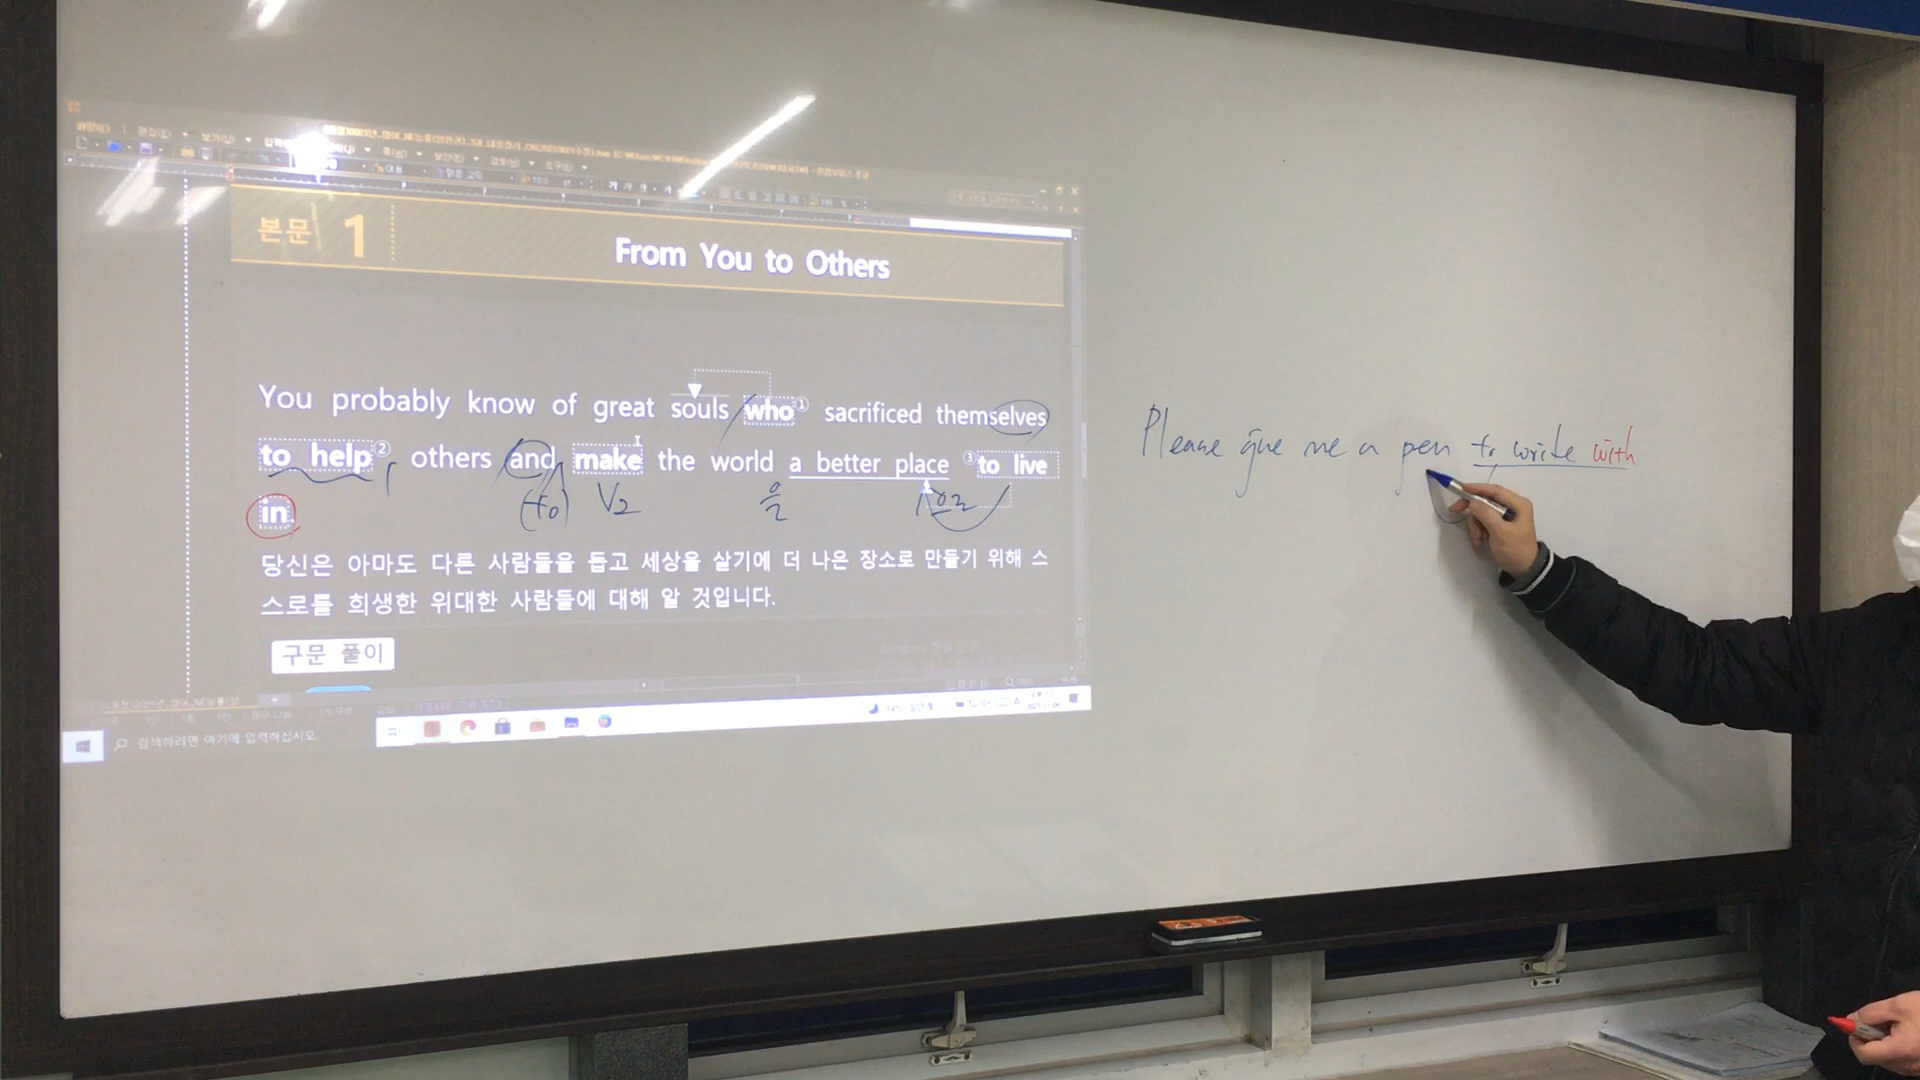 본문 1
From You to Others
You probably know of great souls who① sacrificed themselves
to help② others and make the world a better place ③to live
in.
(to) V2 을 으로
당신은 아마도 다른 사람들을 돕고 세상을 살기에 더 나은 장소로 만들기 위해 스
스로를 희생한 위대한 사람들에 대해 알 것입니다.
구문 풀이
검색하려면 여기에 입력하십시오.
Please give me a pen to write with